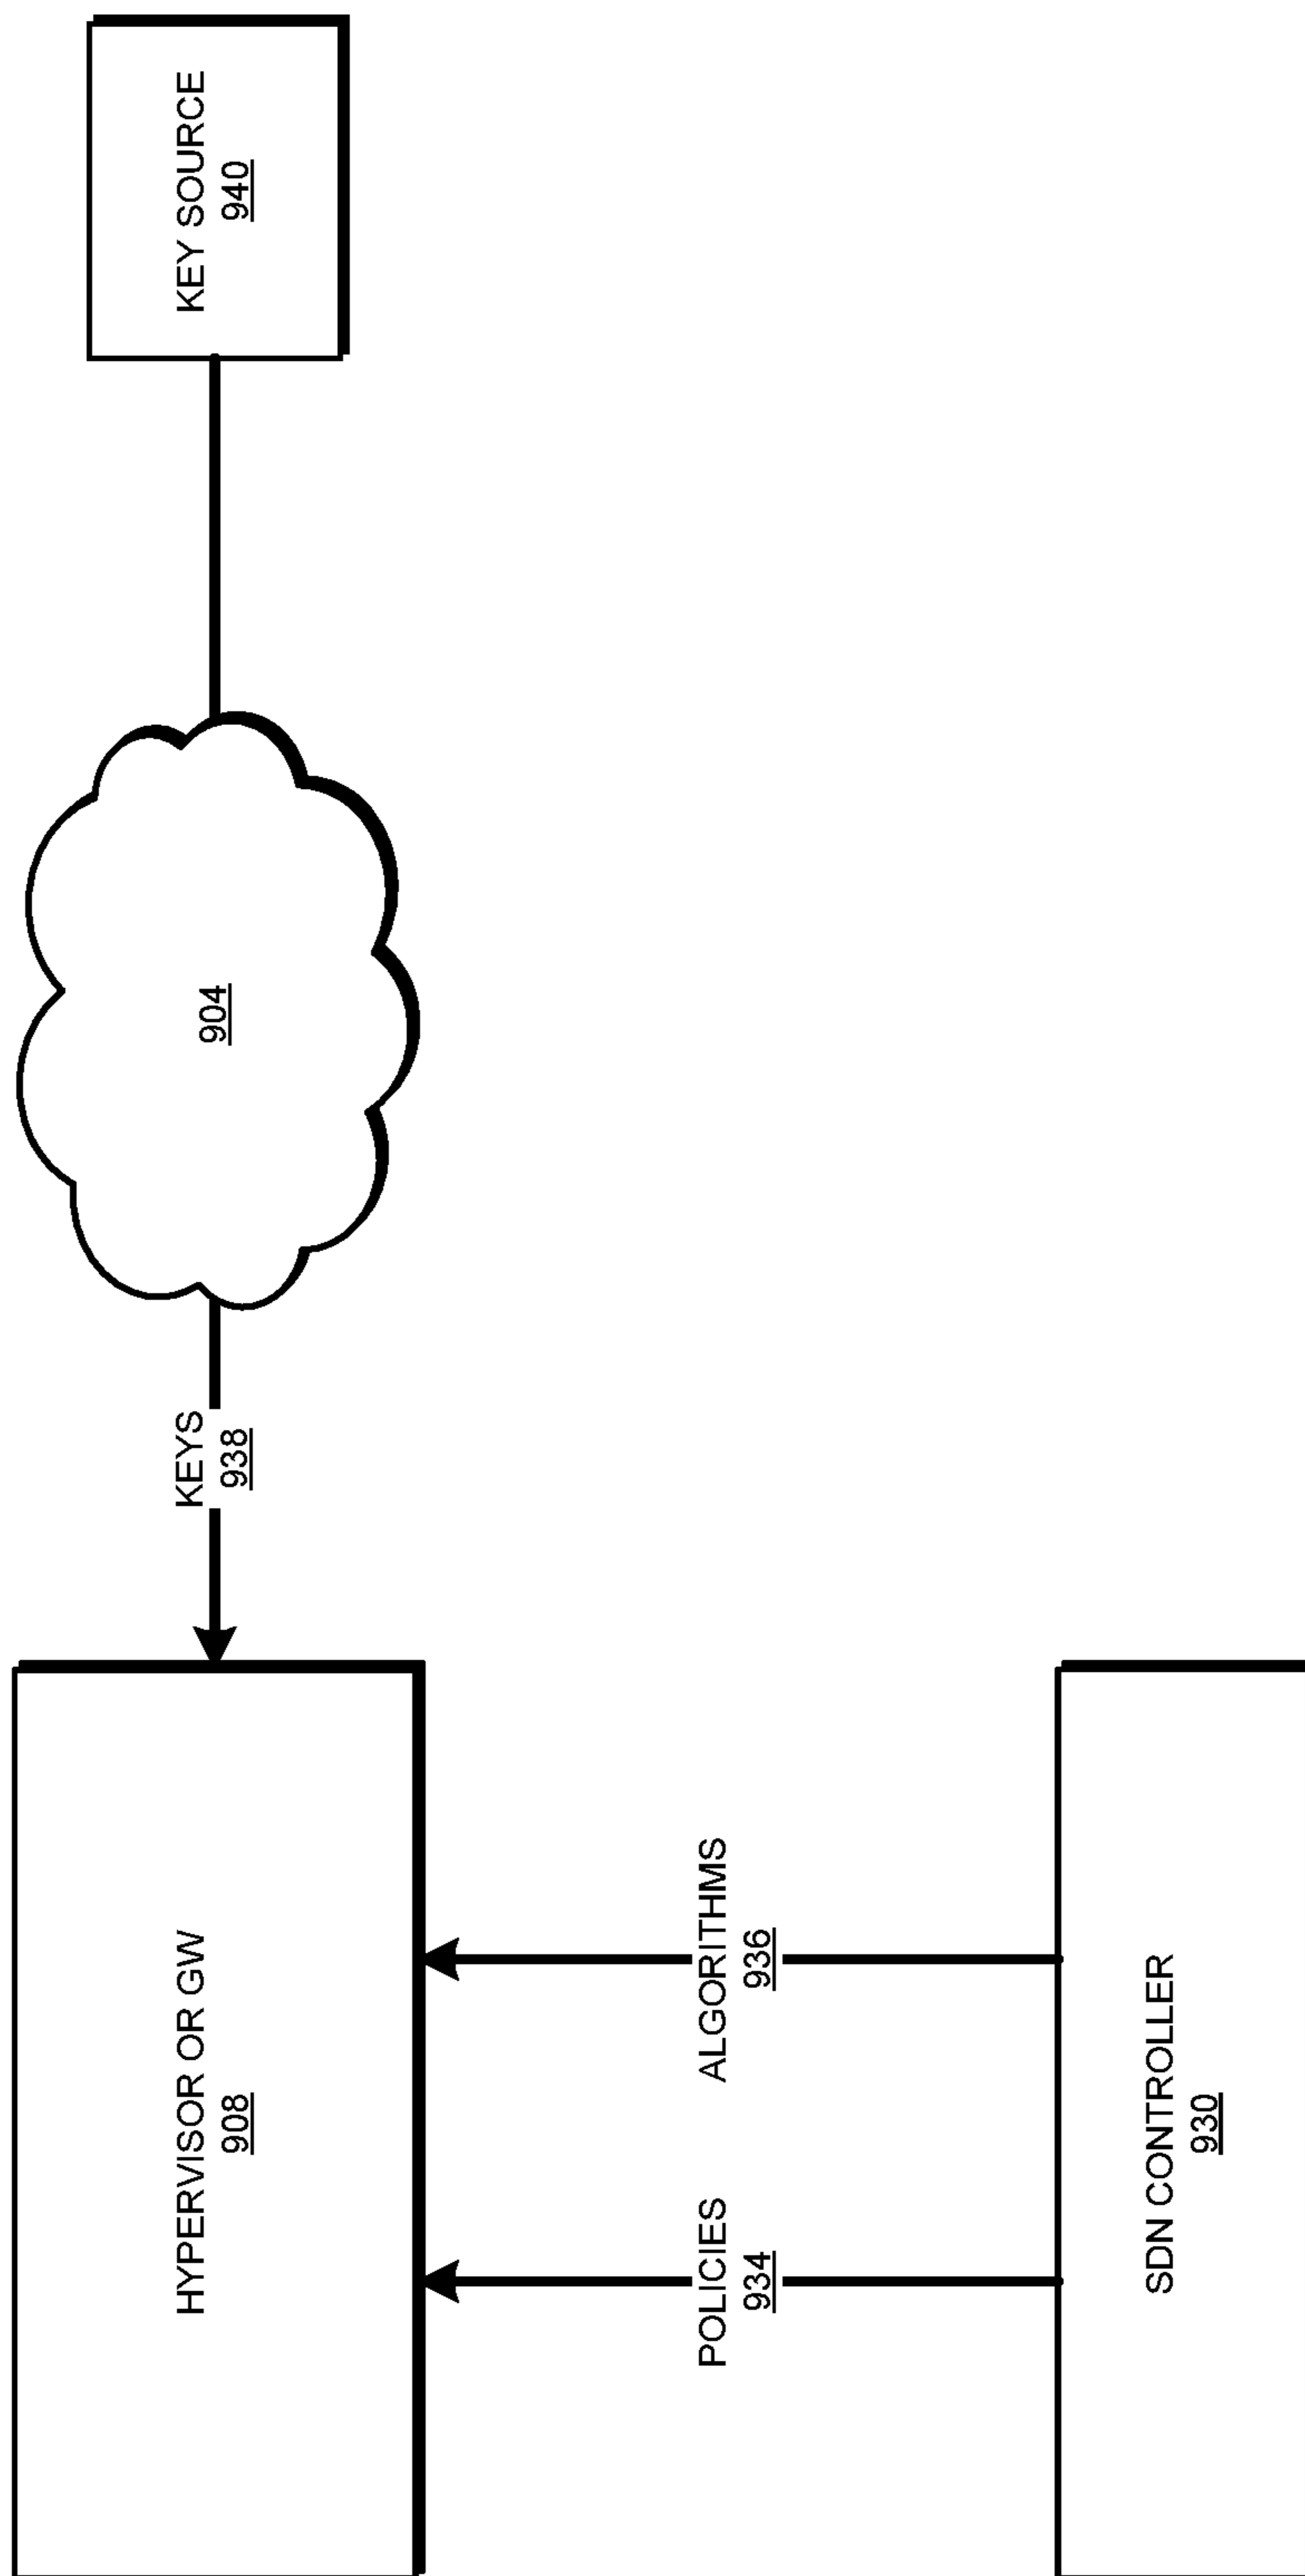 HYPERVISOR OR GW
908
KEYS
938
904
KEY SOURCE
940
POLICIES
934
ALGORITHMS
936
SDN CONTROLLER
930